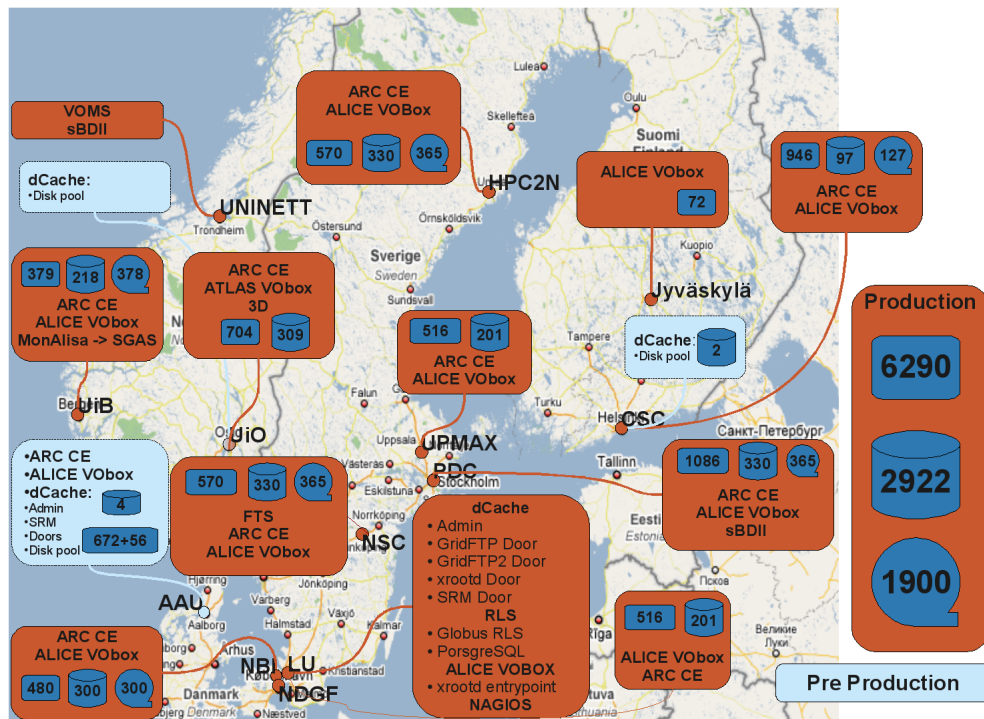 Luleå
Oulu
Skellefteå
Suomi
ARC CE
ALICE VOBox
570
330
365
HPC2N
VOMS
sBDII
dCache:
•Disk pool
UNINETT
Trondheim
Östersund
Örnsköldsvik
ALICE VObox
72
Kuopio
946
97
127
ARC CE
ALICE VObox
Jyväskylä
379
218
378
ARC CE
ALICE VObox
MonAlisa -> SGAS
UiB
ARC CE
ATLAS VObox
3D
704
309
UiO
Sverige
Sweden
Sundsvall
516
201
ARC CE
ALICE VObox
Tampere
dCache:
•Disk pool
2
Falun
Turku
CSC
Санкт-Петербург
Uppsala
UPMAX
Västerås
PDC
Stockholm
Eskilstuna
Tallinn
1086
330
365
ARC CE
ALICE VObox
sBDII
•ARC CE
•ALICE VObox
•dCache:
•Admin
•SRM
•Doors
•Disk pool
4
672+56
570
330
365
FTS
ARC CE
ALICE VObox
Norrköping
NSC
Jönköping
Eesti
Estonia
Псков
Hjørring
AAU
Aalborg
Varberg
Växjö
Halmstad
Kalmar
dCache
• Admin
• GridFTP Door
• GridFTP2 Door
• xrootd Door
• SRM Door
RLS
• Globus RLS
• PorsgreSQL
ALICE VOBOX
• xrootd entrypoint
NAGIOS
Rīga
516
201
ALICE VObox
ARC CE
Великие
Луки
ARC CE
ALICE VObox
480
300
300
Århus
NBI
LU
Kristianstad
NDGF
Danmark
Denmark
Næstved
Production
6290
2922
1900
Pre Production